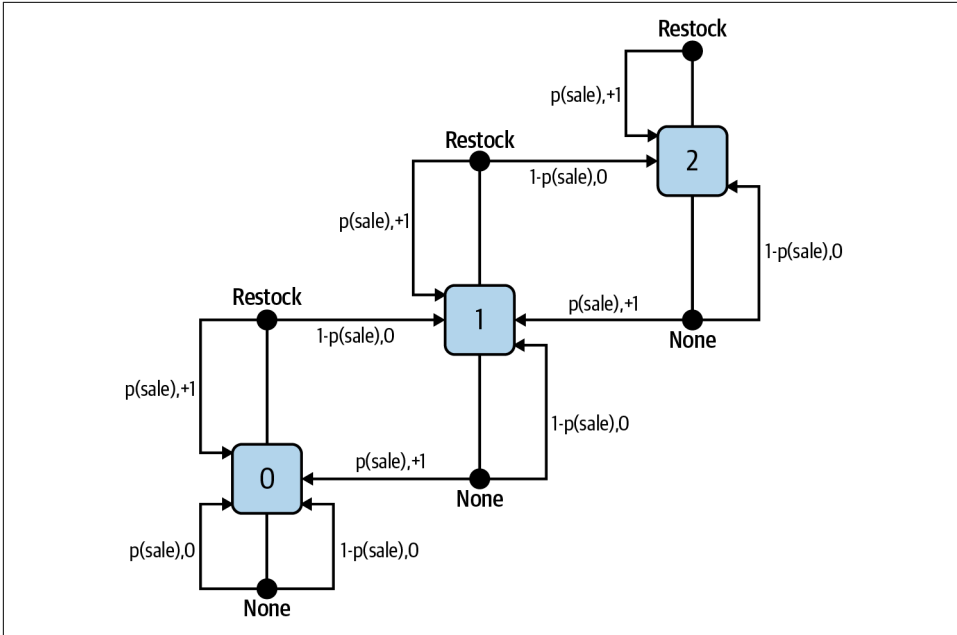 Restock
p(sale),+1
2
Restock
1-p(sale),0
p(sale),+1
1-p(sale),0
Restock
p(sale),+1
1
1-p(sale),0
None
p(sale),+1
1-p(sale),0
p(sale),+1
0
None
p(sale),0
1-p(sale),0
None